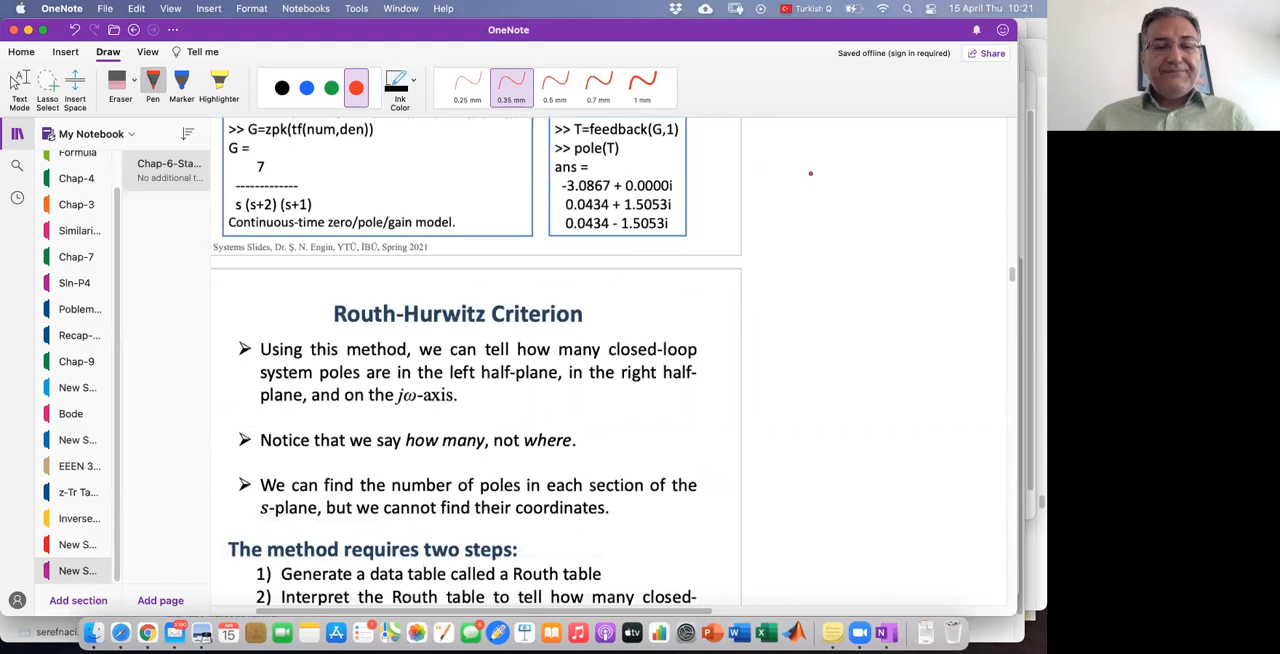 OneNote File Edit View Insert Format Notebooks Tools Window Help Turkish Q 15 April Thu 10:21
OneNote
Home Insert Draw View Tell me
Saved offline (sign in required) Share
Text Mode Lasso Select Insert Space Eraser Pen Marker Highlighter Ink Color 0.25 mm 0.35 mm 0.5 mm 0.7 mm 1 mm
My Notebook
Formula
Chap-4
Chap-3
Similari...
Chap-7
Sln-P4
Poblem...
Recap-...
Chap-9
New S...
Bode
New S...
EEEN 3...
z-Tr Ta...
Inverse...
New S...
New S...
Add section
Chap-6-Sta...
No additional t...
Add page
>> G=zpk(tf(num,den))
G =
7
-------------
s (s+2) (s+1)
Continuous-time zero/pole/gain model.
>> T=feedback(G,1)
>> pole(T)
ans =
-3.0867 + 0.0000i
0.0434 + 1.5053i
0.0434 - 1.5053i
Systems Slides, Dr. Ş. N. Engin, YTÜ, İBÜ, Spring 2021
Routh-Hurwitz Criterion
➢ Using this method, we can tell how many closed-loop
system poles are in the left half-plane, in the right half-
plane, and on the jω-axis.
➢ Notice that we say how many, not where.
➢ We can find the number of poles in each section of the
s-plane, but we cannot find their coordinates.
The method requires two steps:
1) Generate a data table called a Routh table
2) Interpret the Routh table to tell how many closed-
serefnaci
15
tv